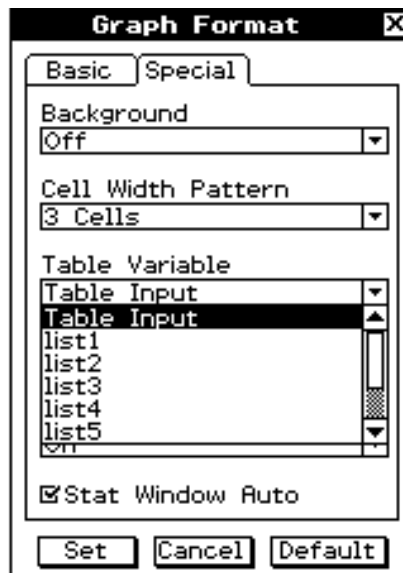 Graph Format
Basic Special
Background
Off
Cell Width Pattern
3 Cells
Table Variable
Table Input
Table Input
list1
list2
list3
list4
list5
Stat Window Auto
Set Cancel Default